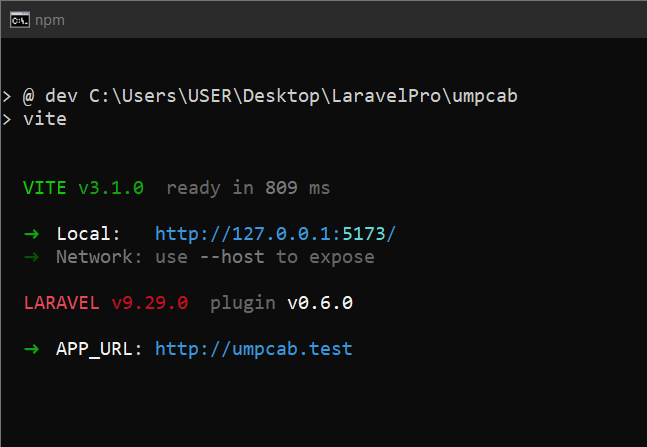 npm
> @ dev C:\Users\USER\Desktop\LaravelPro\umpcab
> vite
VITE v3.1.0  ready in 809 ms
➜  Local:   http://127.0.0.1:5173/
➜  Network: use --host to expose
LARAVEL v9.29.0  plugin v0.6.0
➜  APP_URL: http://umpcab.test